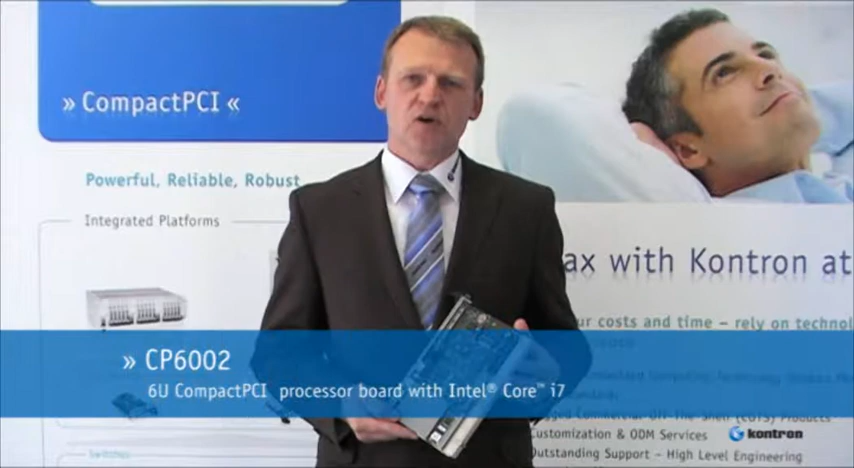 » CompactPCI «
Powerful, Reliable, Robust
Integrated Platforms
ax with Kontron at
ur costs and time – rely on technol
» CP6002
6U CompactPCI processor board with Intel® Core™ i7
Customization & ODM Services
kontron
Outstanding Support – High Level Engineering
Switches